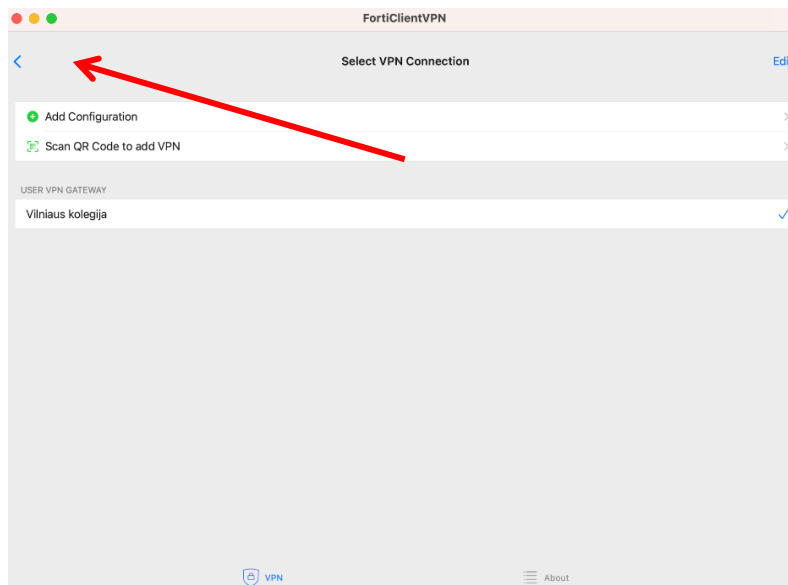 FortiClientVPN
Select VPN Connection
Edi
Add Configuration
Scan QR Code to add VPN
USER VPN GATEWAY
Vilniaus kolegija
VPN
About